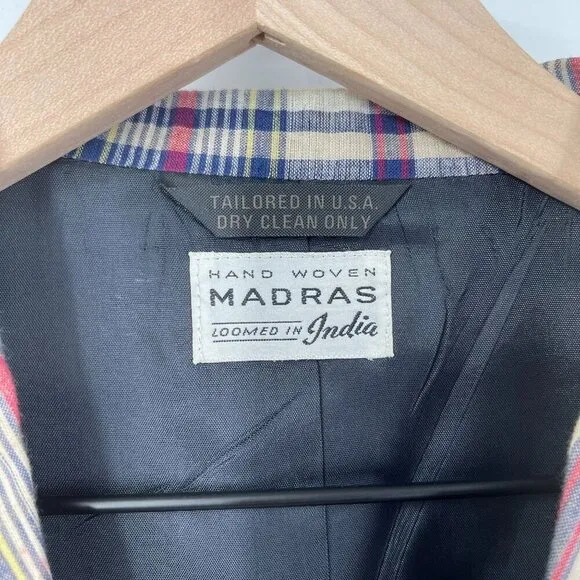 TAILORED IN U.S.A.
DRY CLEAN ONLY
HAND WOVEN
MADRAS
LOOMED IN India